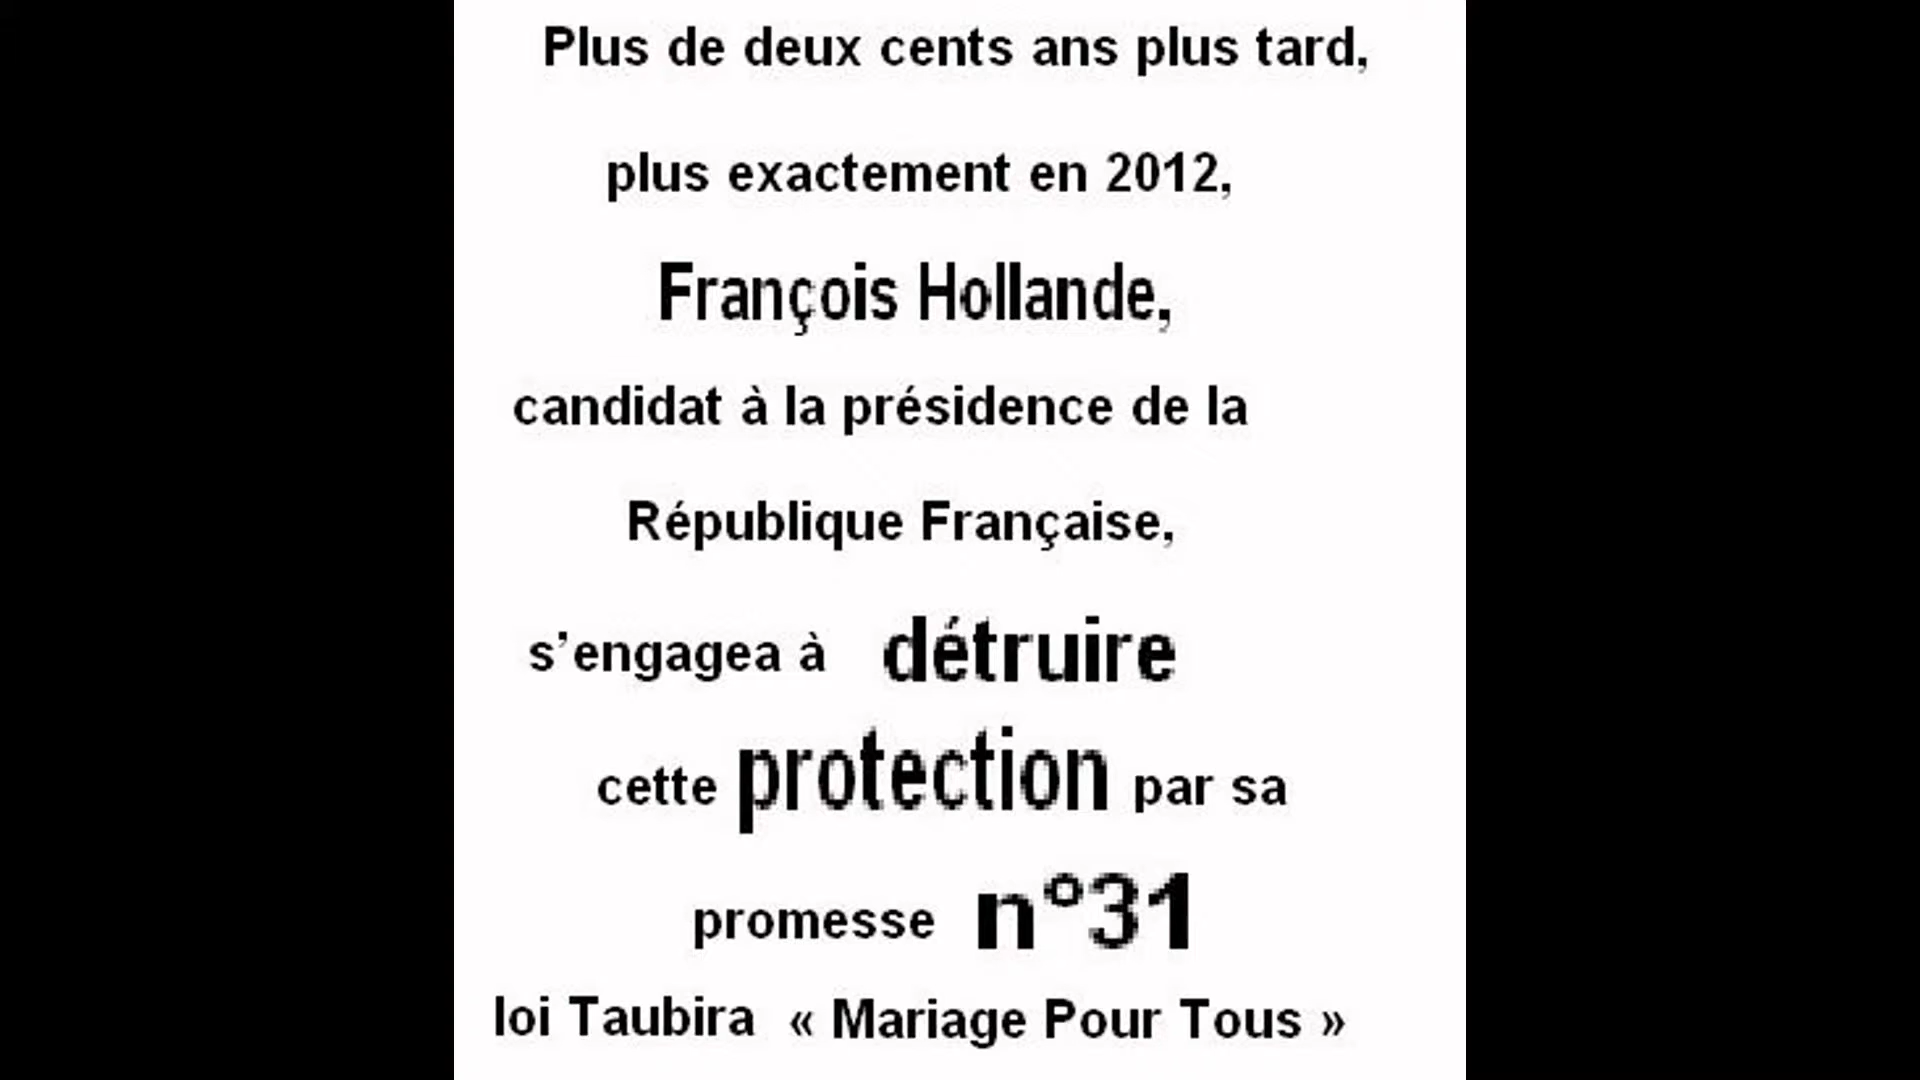 Plus de deux cents ans plus tard,
plus exactement en 2012,
François Hollande,
candidat à la présidence de la
République Française,
s’engagea à détruire
cette protection par sa
promesse n°31
loi Taubira « Mariage Pour Tous »